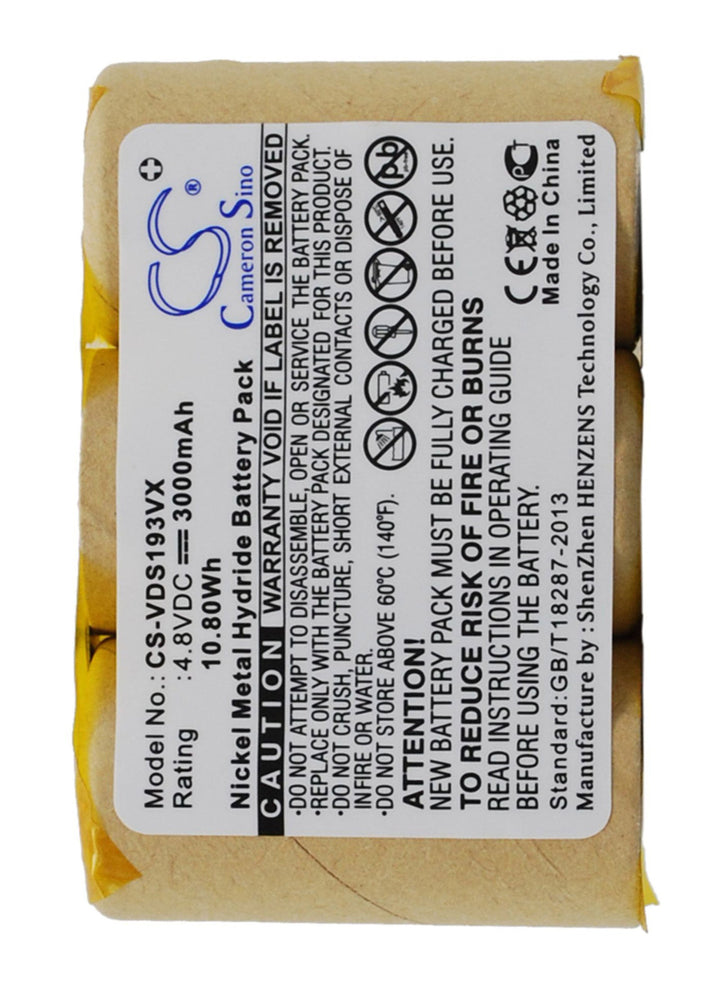 CS®
Cameron Sino
Model No.: CS-VDS193VX
Rating :4.8VDC 3000mAh
10.80Wh
Nickel Metal Hydride Battery Pack
CAUTION WARRANTY VOID IF LABEL IS REMOVED
•DO NOT ATTEMPT TO DISASSEMBLE, OPEN OR SERVICE THE BATTERY PACK.
•REPLACE ONLY WITH THE BATTERY PACK DESIGNATED FOR THIS PRODUCT.
•DO NOT CRUSH, PUNCTURE, SHORT EXTERNAL CONTACTS OR DISPOSE OF
INFIRE OR WATER.
•DO NOT STORE ABOVE 60℃ (140℉).
Pb
ATTENTION!
NEW BATTERY PACK MUST BE FULLY CHARGED BEFORE USE.
TO REDUCE RISK OF FIRE OR BURNS
READ INSTRUCTIONS IN OPERATING GUIDE
BEFORE USING THE BATTERY.
CE PC
Made In China
Standard:GB/T18287-2013
Manufacture by :ShenZhen HENZENS Technology Co., Limited